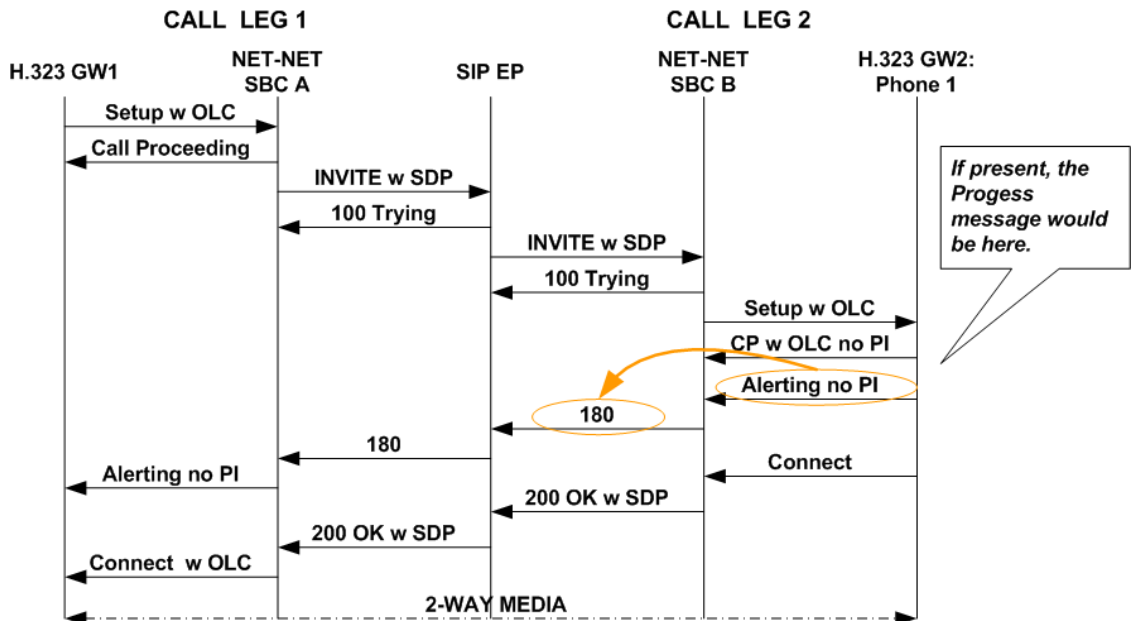 CALL LEG 1
CALL LEG 2
H.323 GW1
NET-NET
SBC A
SIP EP
NET-NET
SBC B
H.323 GW2:
Phone 1
Setup w OLC
Call Proceeding
If present, the
Progess
message would
be here.
INVITE w SDP
100 Trying
INVITE w SDP
100 Trying
Setup w OLC
CP w OLC no PI
Alerting no PI
180
180
Connect
Alerting no PI
200 OK w SDP
200 OK w SDP
Connect w OLC
2-WAY MEDIA